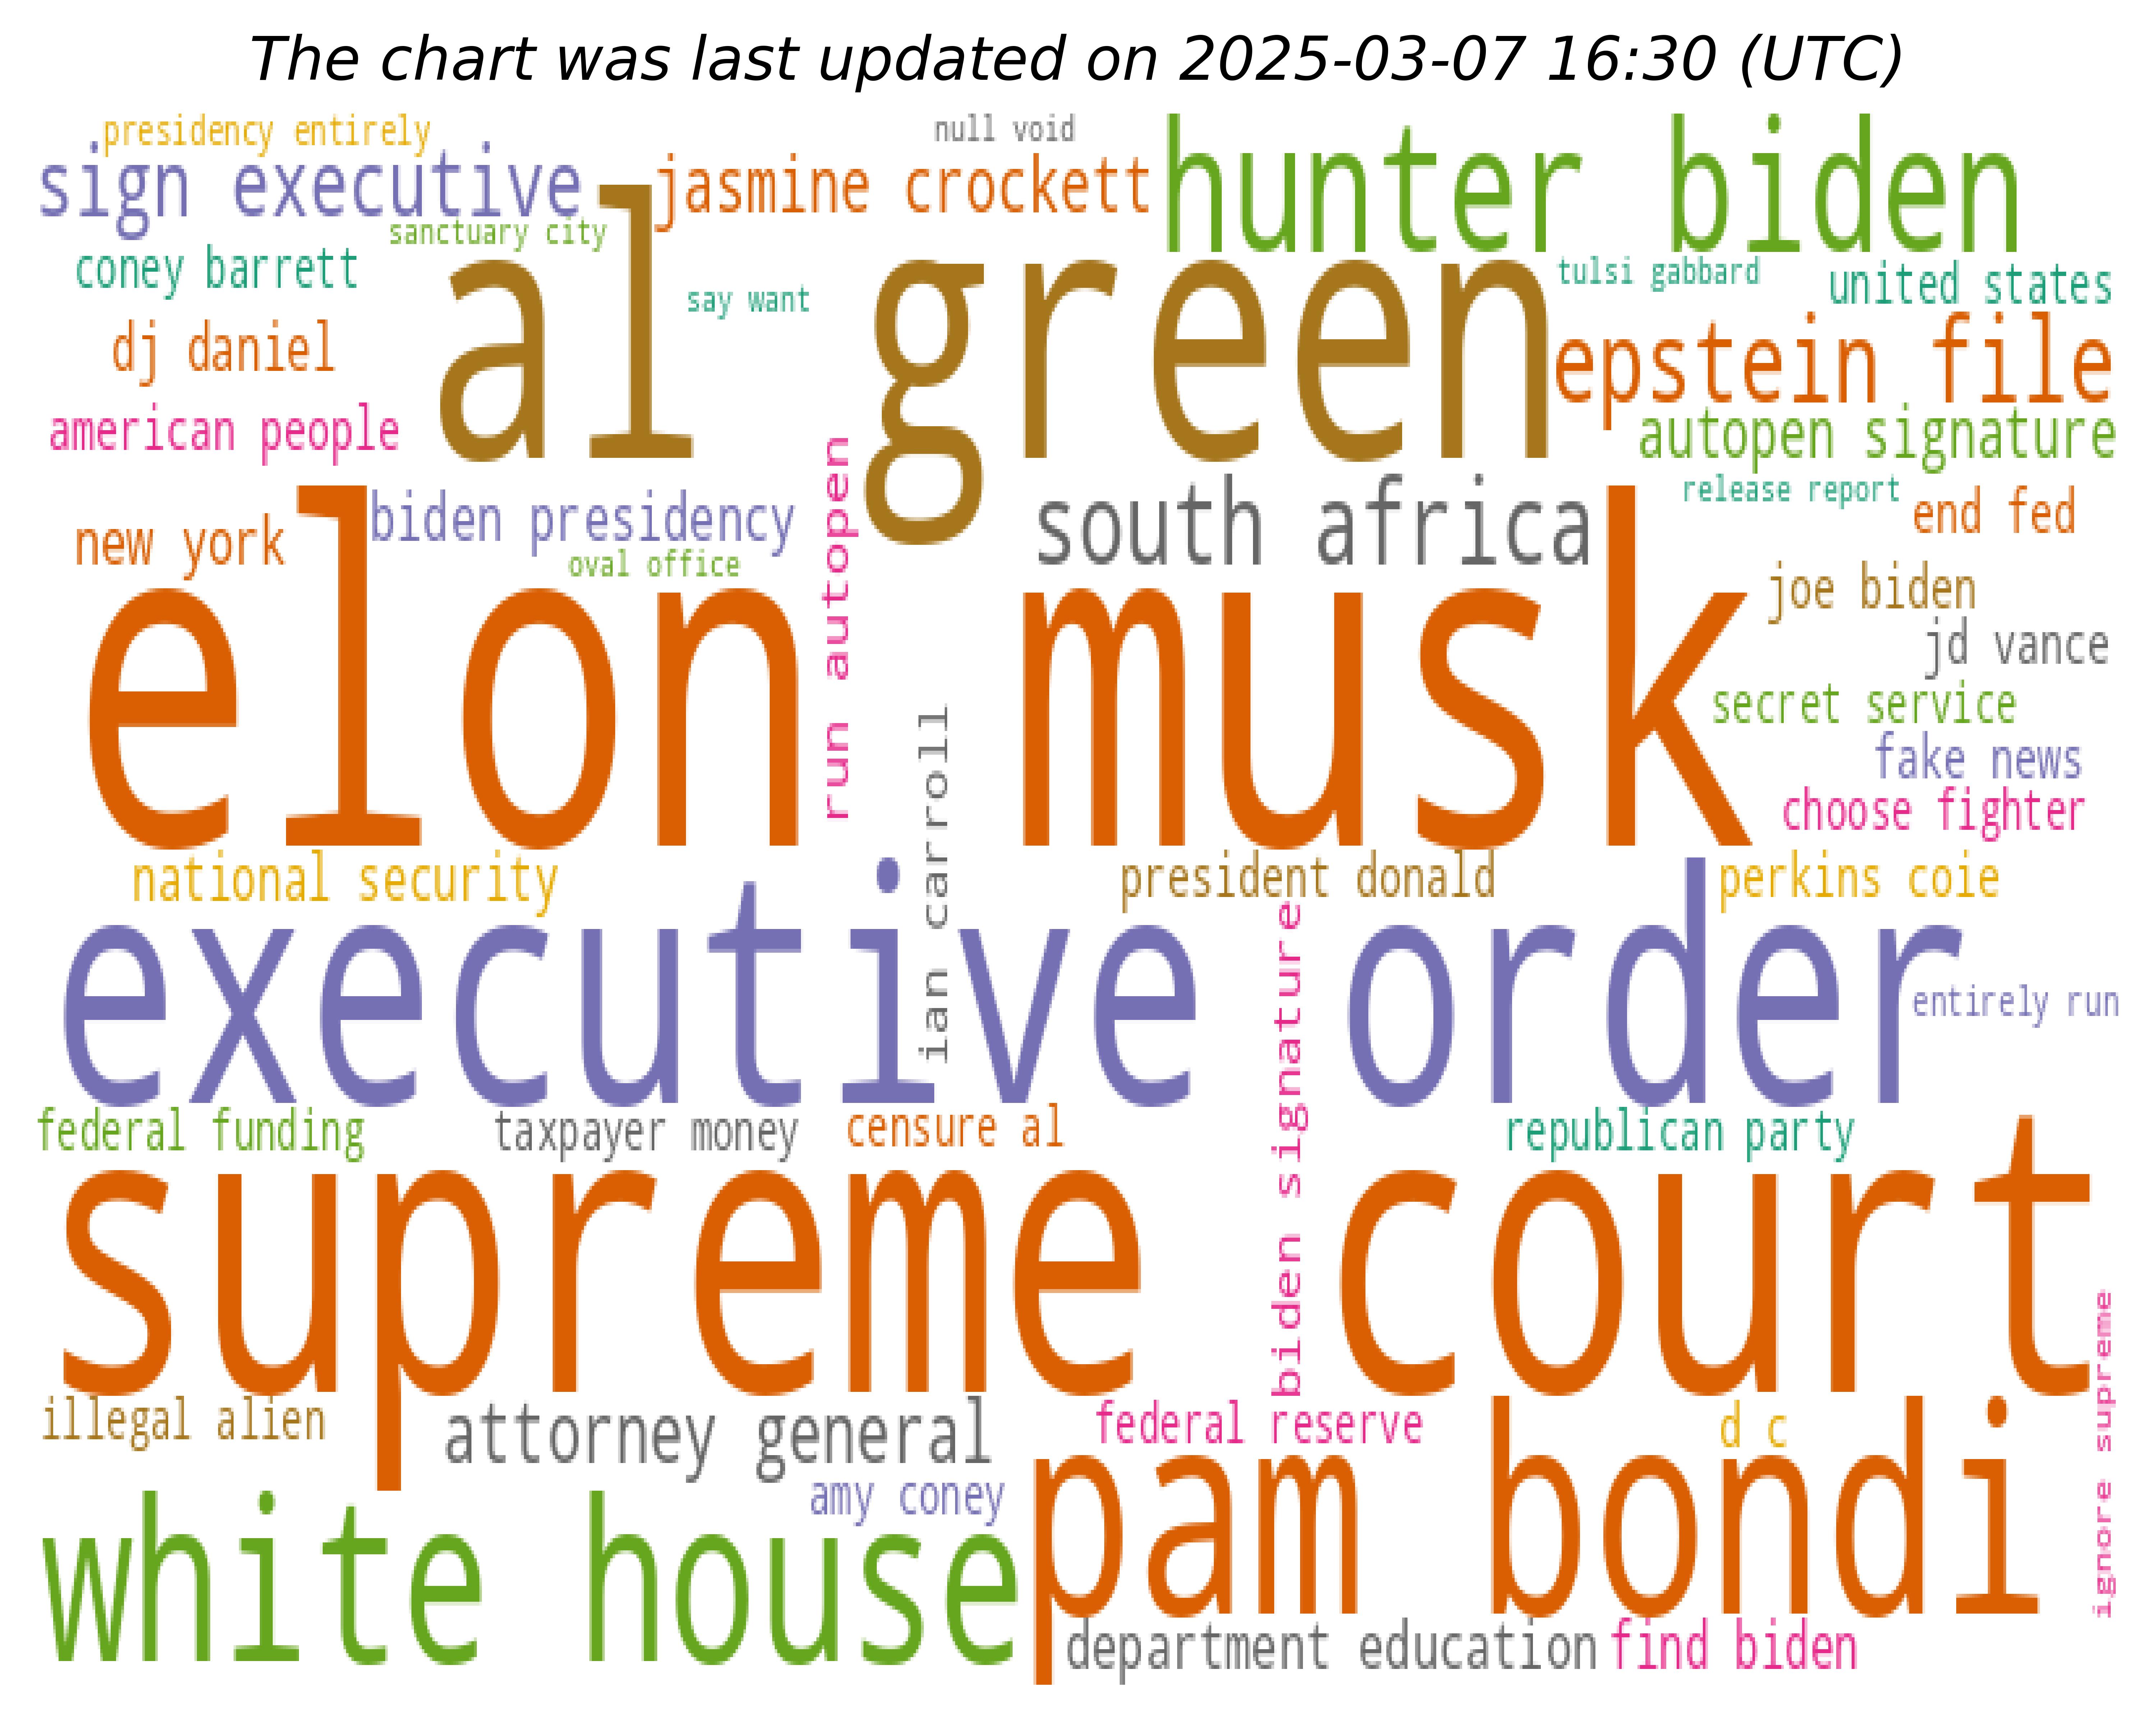 The chart was last updated on 2025-03-07 16:30 (UTC)
presidency entirely
null void
sign executive
jasmine crockett
hunter biden
sanctuary city
coney barrett
al green
say want
tulsi gabbard
united states
dj daniel
epstein file
american people
autopen signature
new york
biden presidency
run autopen
south africa
release report
end fed
oval office
elon musk
joe biden
jd vance
secret service
ian carroll
fake news
choose fighter
national security
president donald
perkins coie
executive order
biden signature
entirely run
federal funding
taxpayer money
censure al
republican party
supreme court
ignore supreme
illegal alien
attorney general
federal reserve
d c
amy coney
pam bondi
white house
department education
find biden